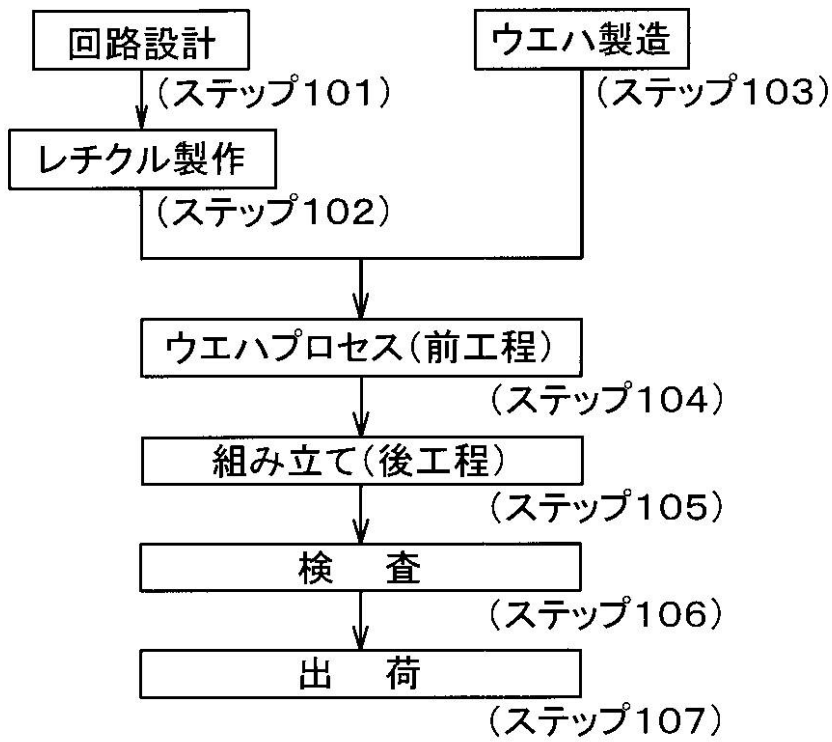 回路設計
ウエハ製造
(ステップ101)
(ステップ103)
レチクル製作
(ステップ102)
ウエハプロセス(前工程)
(ステップ104)
組み立て(後工程)
(ステップ105)
検 査
(ステップ106)
出 荷
(ステップ107)